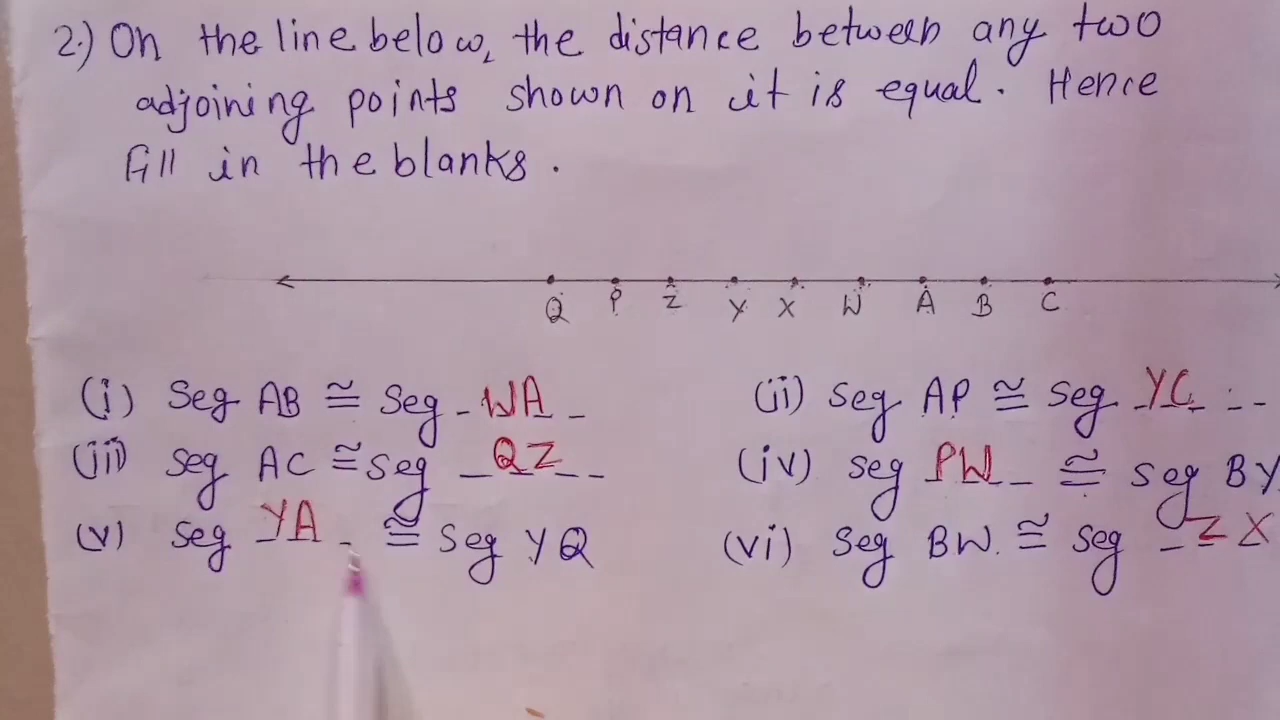 2.) On the line below, the distance between any two
adjoining points shown on it is equal. Hence
fill in the blanks.
Q P Z Y X W A B C
(i) Seg AB ≅ Seg WA (ii) Seg AP ≅ Seg YC
(iii) Seg AC ≅ Seg QZ (iv) Seg PW ≅ Seg BY
(v) Seg YA ≅ Seg YQ (vi) Seg BW. ≅ Seg ZX